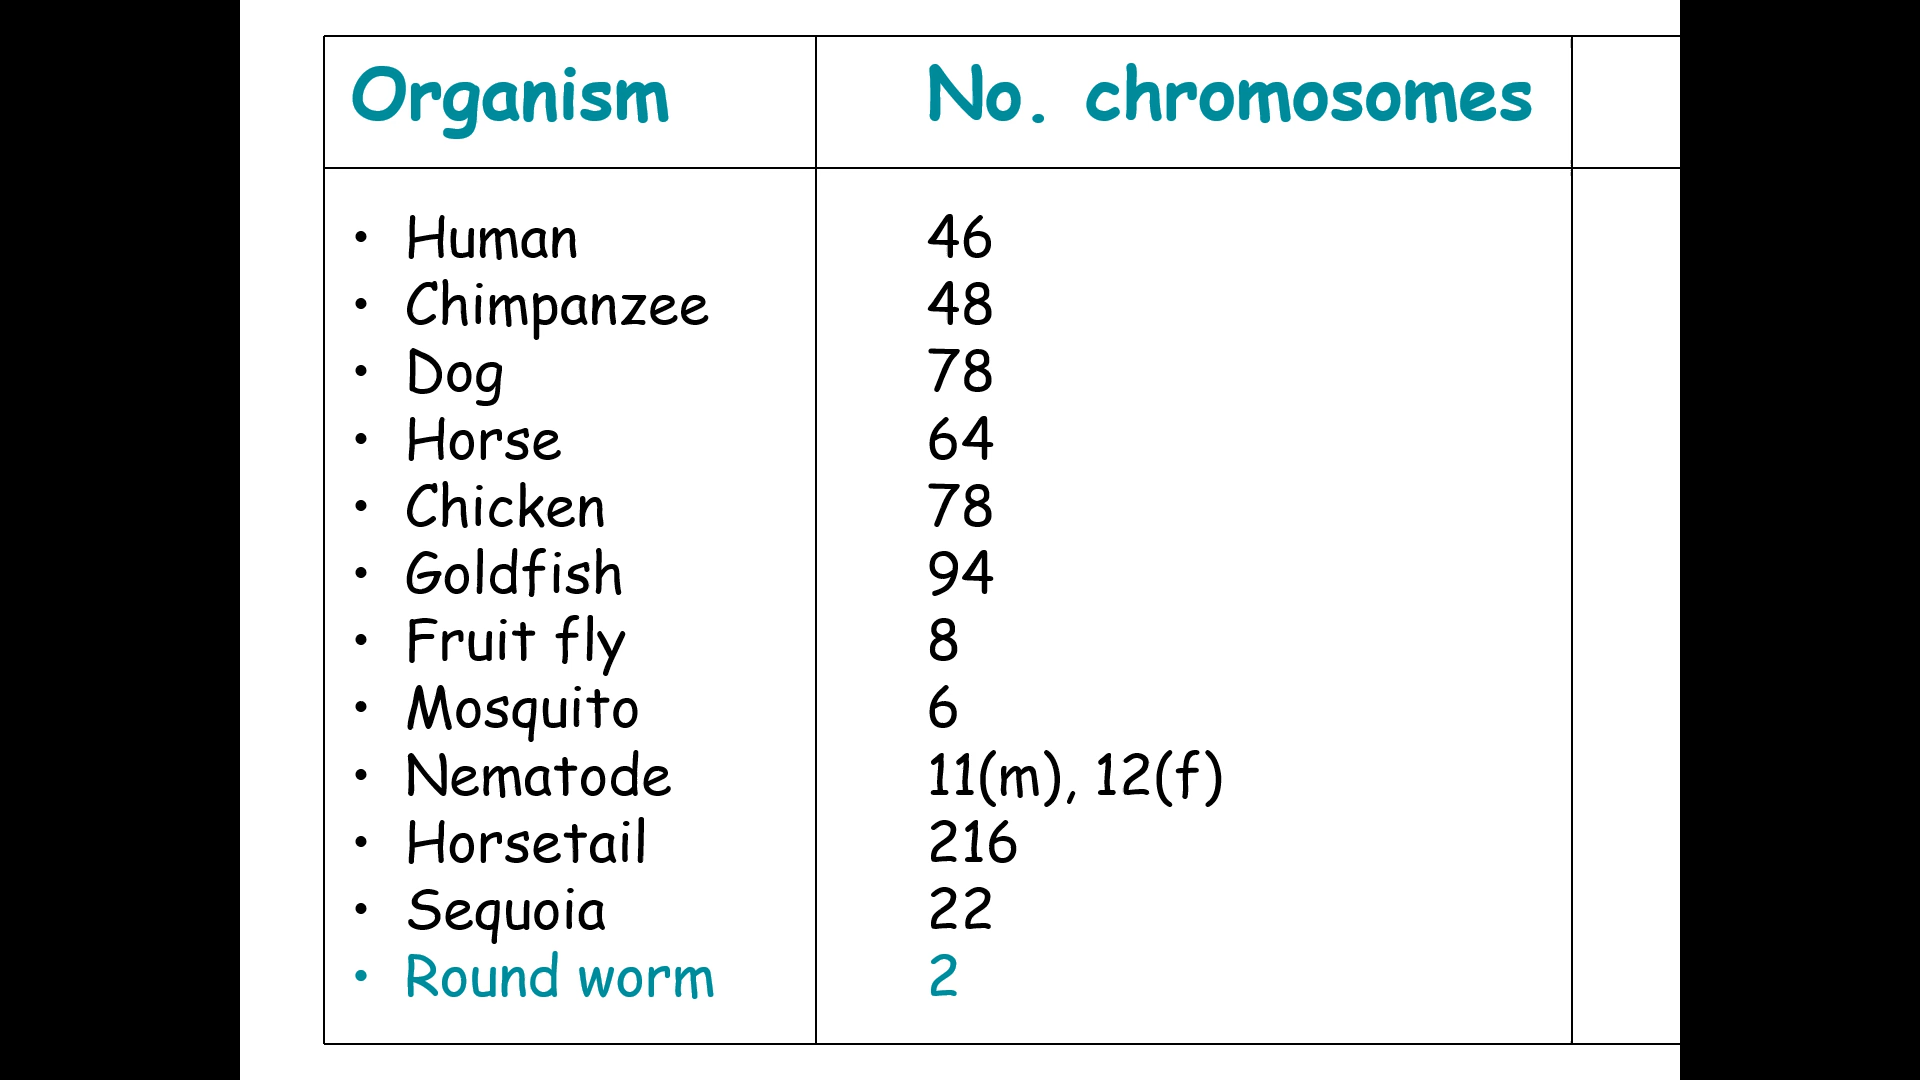 Organism No. chromosomes
• Human 46
• Chimpanzee 48
• Dog 78
• Horse 64
• Chicken 78
• Goldfish 94
• Fruit fly 8
• Mosquito 6
• Nematode 11(m), 12(f)
• Horsetail 216
• Sequoia 22
• Round worm 2